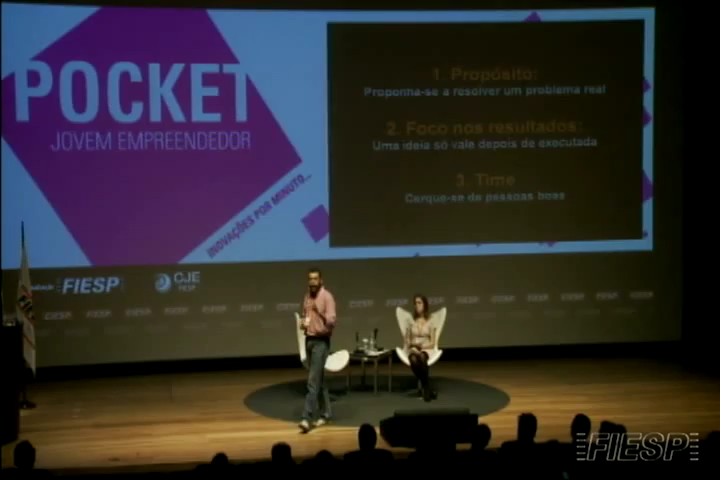 POCKET
JOVEM EMPREENDEDOR
INOVAÇÕES POR MINUTO...
1. Propósito:
Proponha-se a resolver um problema real
2. Foco nos resultados:
Uma ideia só vale depois de executada
3. Time
Cerque-se de pessoas boas
FIESP
CJE
FIESP
FIESP